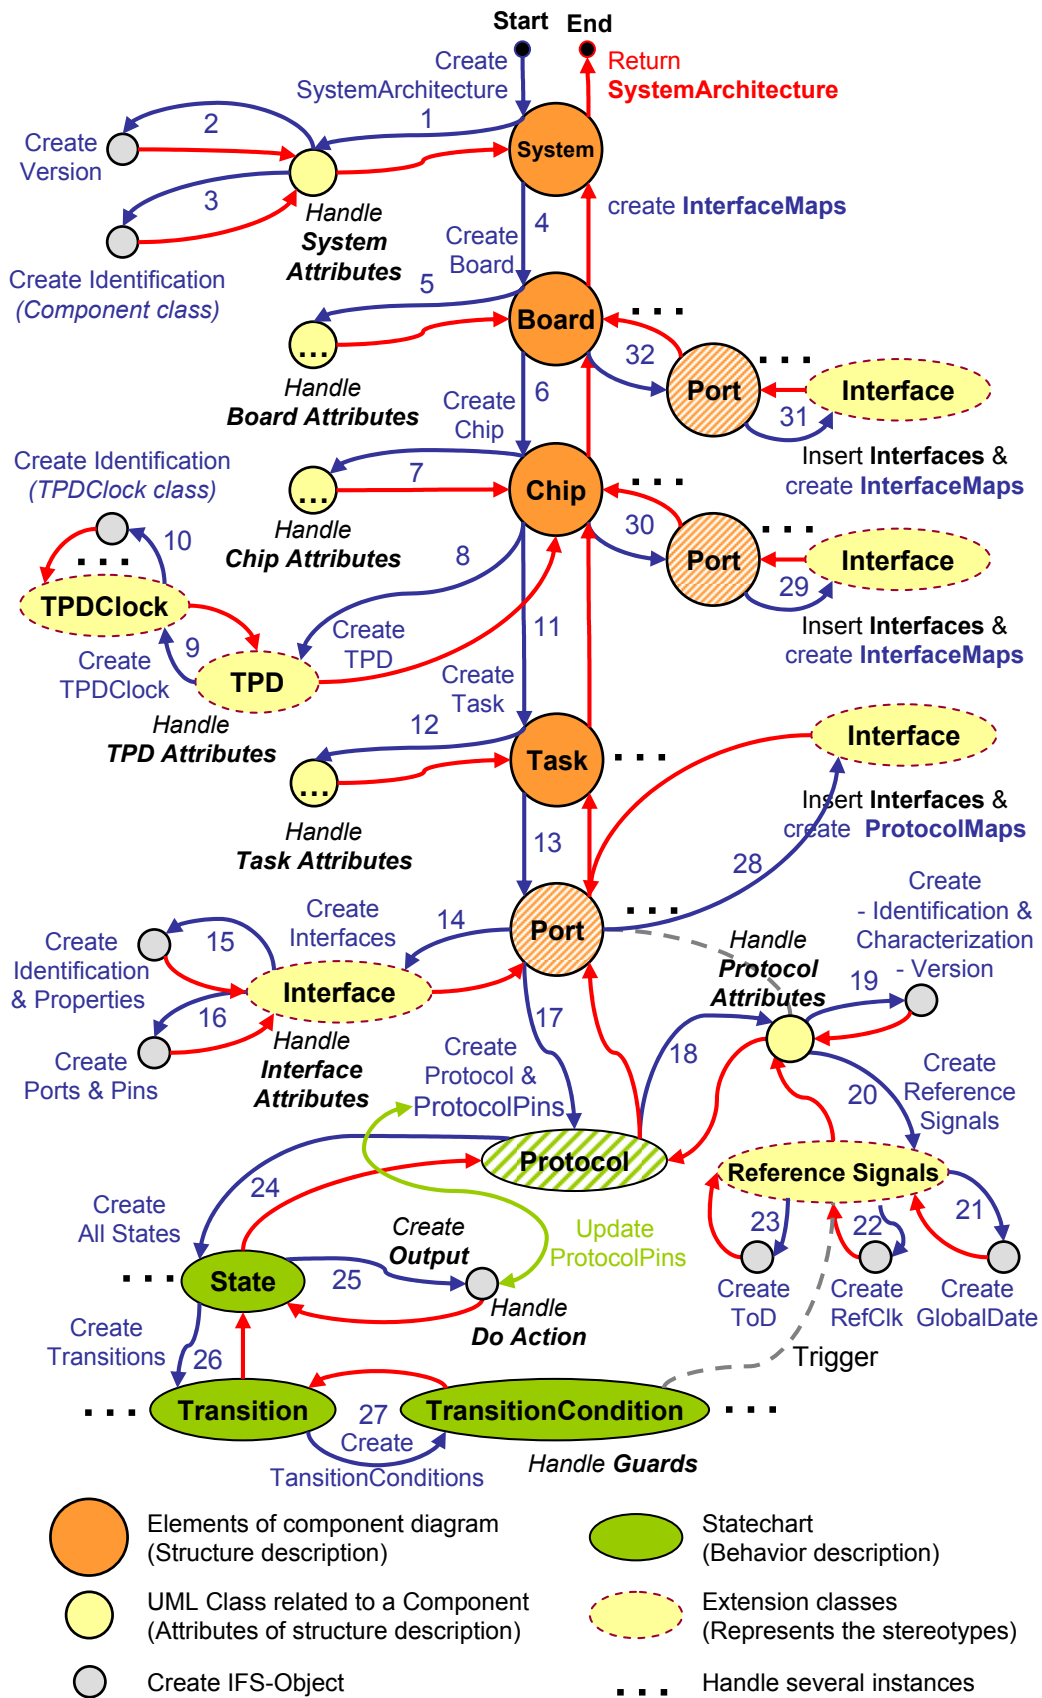 Start
End
Create
SystemArchitecture
Return
SystemArchitecture
1
2
Create
Version
System
3
Handle
System
Attributes
create InterfaceMaps
4
Create
Board
Create Identification
(Component class)
5
Board
. . .
...
32
. . .
Port
Interface
Handle
Board Attributes
6
Create
Chip
31
Insert Interfaces &
create InterfaceMaps
Create Identification
(TPDClock class)
7
Chip
. . .
...
30
. . .
Port
Interface
Handle
Chip Attributes
10
. . .
8
29
TPDClock
Insert Interfaces &
create InterfaceMaps
11
9
Create
TPD
Create
TPDClock
TPD
Create
Task
Handle
TPD Attributes
12
Interface
Task
. . .
...
Insert Interfaces &
create ProtocolMaps
Handle
Task Attributes
13
28
Create
- Identification &
Characterization
- Version
Create
Interfaces
14
Port
. . .
15
Create
Identification
& Properties
Handle
Protocol
Attributes
19
Interface
16
17
18
Create
Ports & Pins
Handle
Interface
Attributes
Create
Protocol &
ProtocolPins
20
Create
Reference
Signals
Protocol
Reference Signals
24
Create
All States
Create
Output
Update
ProtocolPins
23
22
21
. . .
State
25
Create
ToD
Create
RefClk
Create
GlobalDate
Handle
Do Action
Create
Transitions
26
Trigger
. . .
Transition
27
Create
TansitionConditions
TransitionCondition
. . .
Handle Guards
Elements of component diagram
(Structure description)
Statechart
(Behavior description)
UML Class related to a Component
(Attributes of structure description)
Extension classes
(Represents the stereotypes)
Create IFS-Object
. . .
Handle several instances